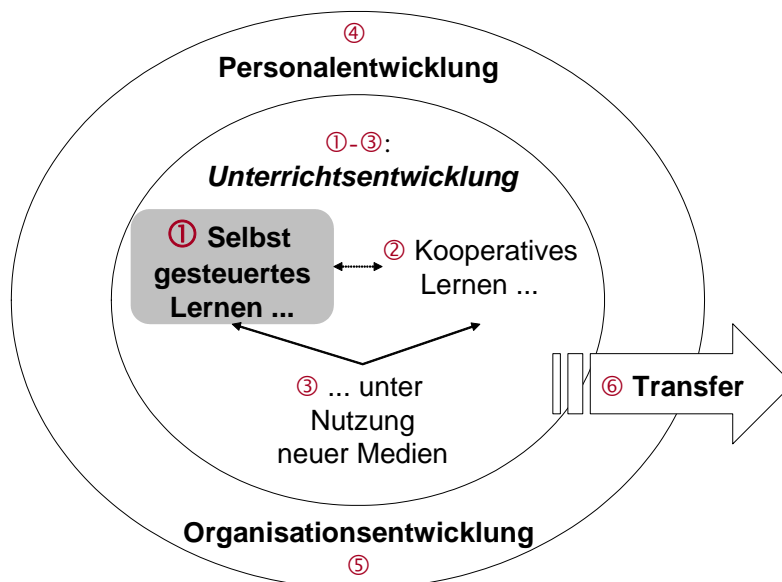 ④
Personalentwicklung
①-③:
Unterrichtsentwicklung
① Selbst
gesteuertes
Lernen ...
② Kooperatives
Lernen ...
③ ... unter
Nutzung
neuer Medien
⑥ Transfer
Organisationsentwicklung
⑤